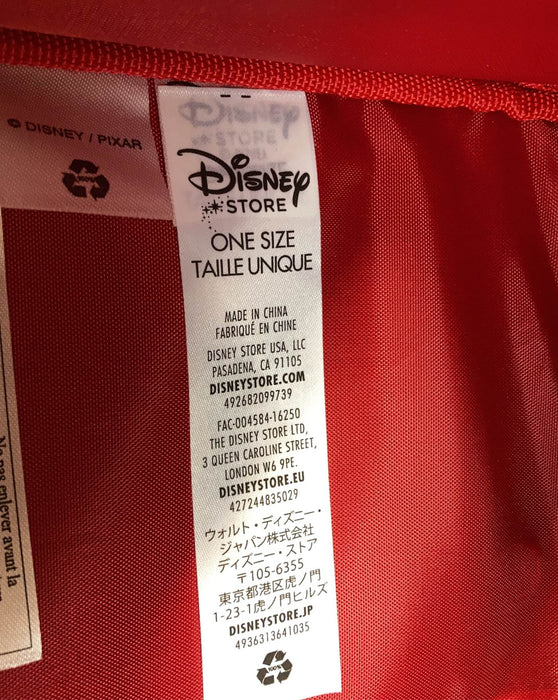 © DISNEY / PIXAR
Disney
STORE
ONE SIZE
TAILLE UNIQUE
MADE IN CHINA
FABRIQUÉ EN CHINE
DISNEY STORE USA, LLC
PASADENA, CA 91105
DISNEYSTORE.COM
492682099739
FAC-004584-16250
THE DISNEY STORE LTD,
3 QUEEN CAROLINE STREET,
LONDON W6 9PE.
DISNEYSTORE.EU
427244835029
ウォルト・ディズニー・
ジャパン株式会社
ディズニー・ストア
〒105-6355
東京都港区虎ノ門
1-23-1虎ノ門ヒルズ
DISNEYSTORE.JP
4936313641035
100%
Ne pas enlever avant la